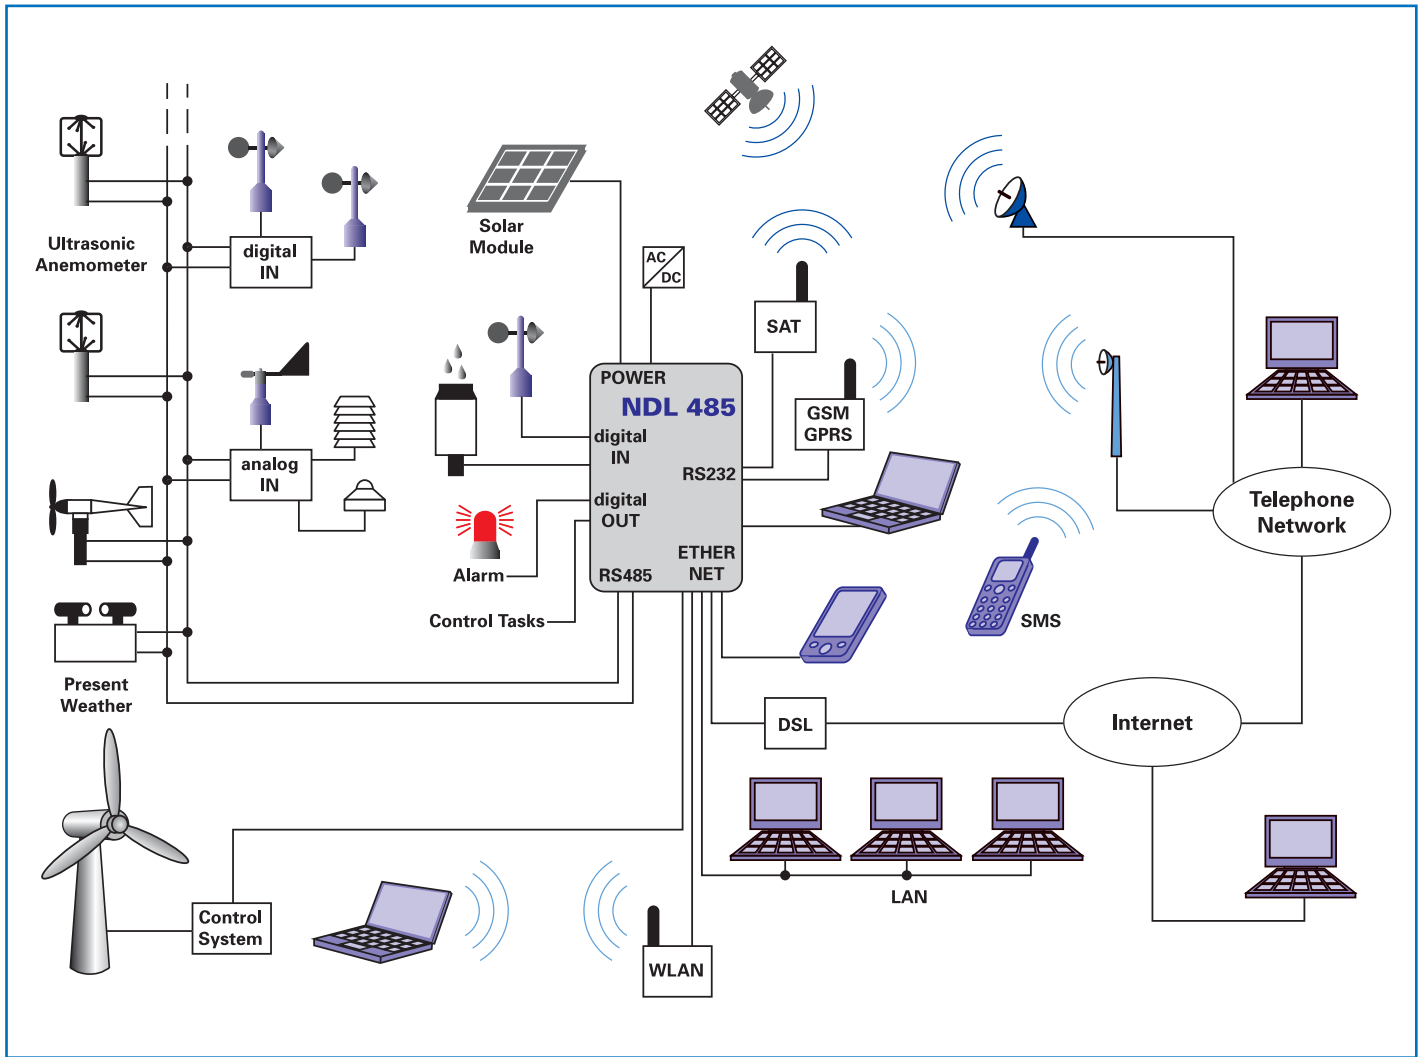 Ultrasonic
Anemometer
digital
IN
Solar
Module
AC
DC
SAT
GSM
GPRS
POWER
NDL 485
digital
IN
RS232
digital
OUT
ETHER
NET
RS485
analog
IN
Alarm
Control Tasks
Present
Weather
SMS
Telephone
Network
DSL
Internet
LAN
Control
System
WLAN